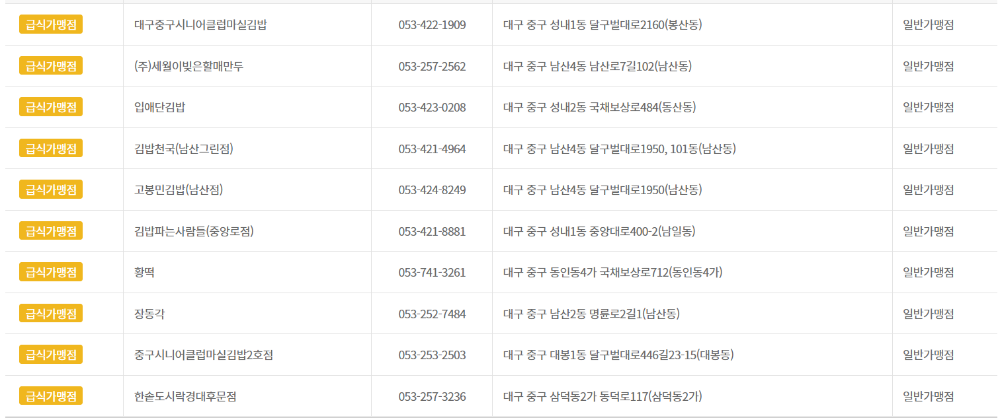 급식가맹점 대구중구시니어클럽마실김밥 053-422-1909 대구 중구 성내1동 달구벌대로2160(봉산동) 일반가맹점
급식가맹점 (주)세월이빚은할매만두 053-257-2562 대구 중구 남산4동 남산로7길102(남산동) 일반가맹점
급식가맹점 입애단김밥 053-423-0208 대구 중구 성내2동 국채보상로484(동산동) 일반가맹점
급식가맹점 김밥천국(남산그린점) 053-421-4964 대구 중구 남산4동 달구벌대로1950, 101동(남산동) 일반가맹점
급식가맹점 고봉민김밥(남산점) 053-424-8249 대구 중구 남산4동 달구벌대로1950(남산동) 일반가맹점
급식가맹점 김밥파는사람들(중앙로점) 053-421-8881 대구 중구 성내1동 중앙대로400-2(남일동) 일반가맹점
급식가맹점 황떡 053-741-3261 대구 중구 동인동4가 국채보상로712(동인동4가) 일반가맹점
급식가맹점 장동각 053-252-7484 대구 중구 남산2동 명륜로2길1(남산동) 일반가맹점
급식가맹점 중구시니어클럽마실김밥2호점 053-253-2503 대구 중구 대봉1동 달구벌대로446길23-15(대봉동) 일반가맹점
급식가맹점 한솥도시락경대후문점 053-257-3236 대구 중구 삼덕동2가 동덕로117(삼덕동2가) 일반가맹점